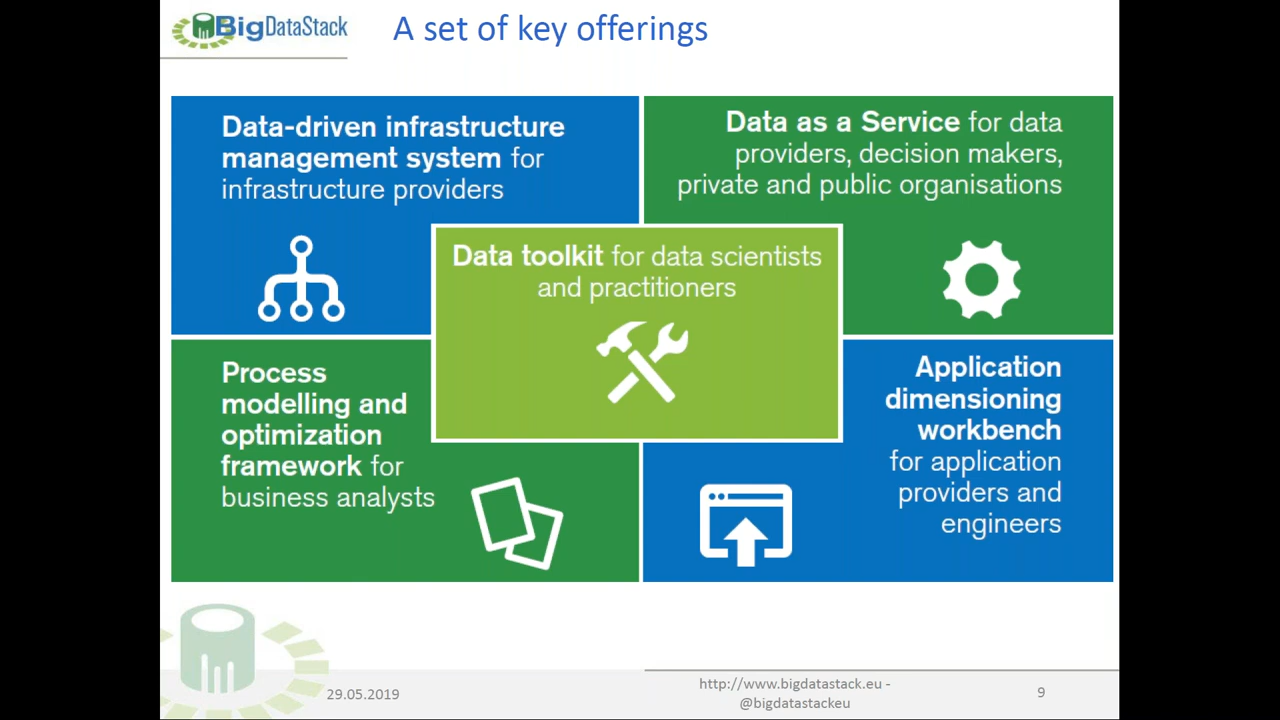 BigDataStack
A set of key offerings
Data-driven infrastructure
management system for
infrastructure providers
Data as a Service for data
providers, decision makers,
private and public organisations
Data toolkit for data scientists
and practitioners
Process
modelling and
optimization
framework for
business analysts
Application
dimensioning
workbench
for application
providers and
engineers
29.05.2019
http://www.bigdatastack.eu -
@bigdatastackeu
9